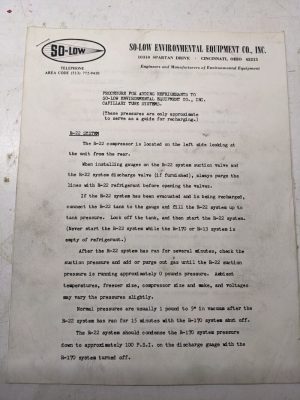 SO-LOW
TELEPHONE
AREA CODE (513) 772-9410
SO-LOW ENVIRONMENTAL EQUIPMENT CO., INC.
10310 SPARTAN DRIVE · CINCINNATI, OHIO 45215
Engineers and Manufacturers of Environmental Equipment
PROCEDURE FOR ADDING REFRIGERANTS TO
SO-LOW ENVIRONMENTAL EQUIPMENT CO., INC.
CAPILLARY TUBE SYSTEMS.
(These pressures are only approximate
to serve as a guide for recharging.)
R-22 SYSTEM
The R-22 compressor is located on the left side looking at
the unit from the rear.
When installing gauges on the R-22 system suction valve and
the R-22 system discharge valve (if furnished), always purge the
lines with R-22 refrigerant before opening the valves.
If the R-22 system has been evacuated and is being recharged,
connect the R-22 tank to the gauge and fill the R-22 system up to
tank pressure. Lock off the tank, and then start the R-22 system.
(Never start the R-22 system while the R-170 or R-13 system is
empty of refrigerant.)
After the R-22 system has ran for several minutes, check the
suction pressure and add or purge out gas until the R-22 suction
pressure is running approximately 0 pounds pressure. Ambient
temperatures, freezer size, compressor size and make, and voltages
may vary the pressures slightly.
Normal pressures are usually 1 pound to 5" in vacuum after the
R-22 system has ran for 15 minutes with the R-170 system shut off.
The R-22 system should condense the R-170 system pressure
down to approximately 100 P.S.I. on the discharge guage with the
R-170 system turned off.